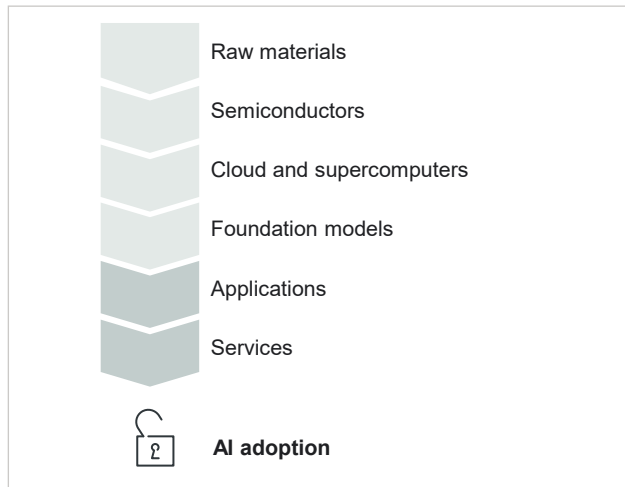 Raw materials
Semiconductors
Cloud and supercomputers
Foundation models
Applications
Services
AI adoption